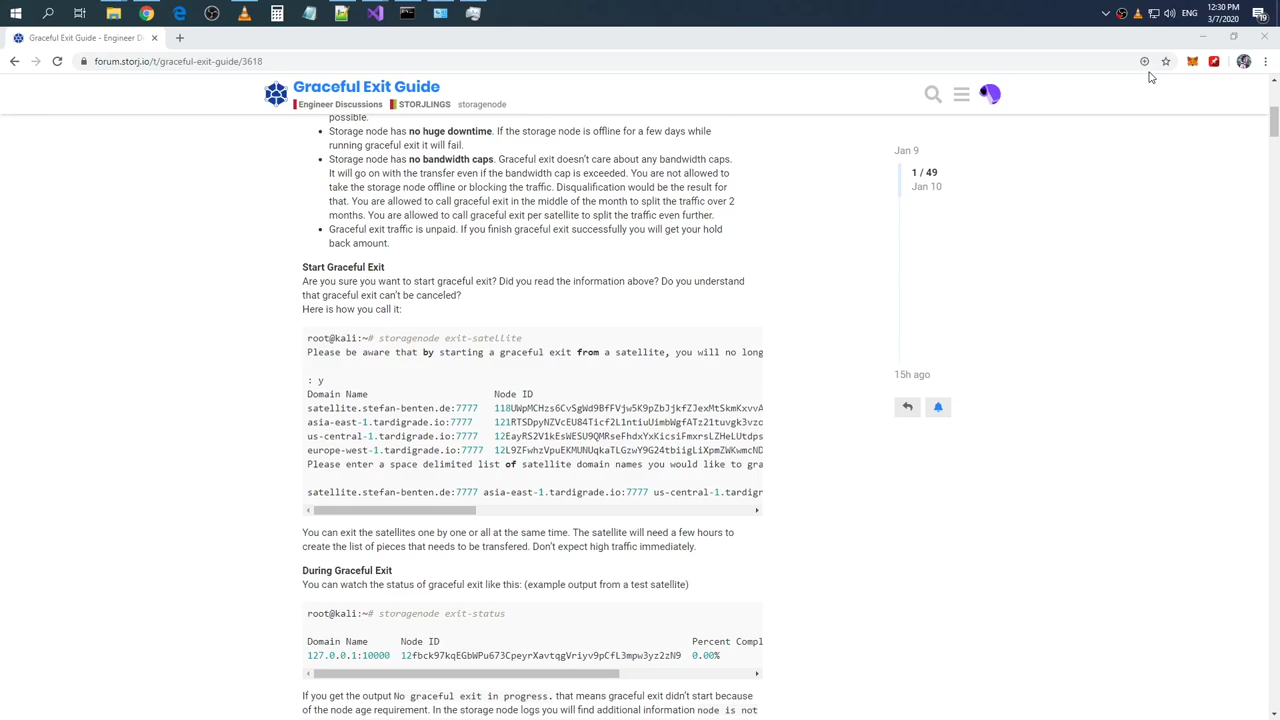 12:30 PM
ENG
3/7/2020
19
Graceful Exit Guide - Engineer Di
forum.storj.io/t/graceful-exit-guide/3618
Graceful Exit Guide
Engineer Discussions STORJLINGS storagenode
possible.
• Storage node has no huge downtime. If the storage node is offline for a few days while
running graceful exit it will fail.
• Storage node has no bandwidth caps. Graceful exit doesn't care about any bandwidth caps.
It will go on with the transfer even if the bandwidth cap is exceeded. You are not allowed to
take the storage node offline or blocking the traffic. Disqualification would be the result for
that. You are allowed to call graceful exit in the middle of the month to split the traffic over 2
months. You are allowed to call graceful exit per satellite to split the traffic even further.
• Graceful exit traffic is unpaid. If you finish graceful exit successfully you will get your hold
back amount.
Start Graceful Exit
Are you sure you want to start graceful exit? Did you read the information above? Do you understand
that graceful exit can't be canceled?
Here is how you call it:
root@kali:~# storagenode exit-satellite
Please be aware that by starting a graceful exit from a satellite, you will no long
: y
Domain Name Node ID
satellite.stefan-benten.de:7777 118UWpMCHzs6CvSgWd9BfFVjw5K9pZbJjkfZJexMtSkmKxvvA
asia-east-1.tardigrade.io:7777 121RTSDpyNZVcEU84Ticf2L1ntiuUimbWgfATz21tuvgk3vzo
us-central-1.tardigrade.io:7777 12EayRS2V1kEsWESU9QMRseFhdxYxKicsiFmxrsLZHeLUtdps
europe-west-1.tardigrade.io:7777 12L9ZFwhzVpuEKMUNUqkaTLGzwY9G24tbiigLiXpmZWkwmcND
Please enter a space delimited list of satellite domain names you would like to gra
satellite.stefan-benten.de:7777 asia-east-1.tardigrade.io:7777 us-central-1.tardigr
You can exit the satellites one by one or all at the same time. The satellite will need a few hours to
create the list of pieces that needs to be transfered. Don't expect high traffic immediately.
During Graceful Exit
You can watch the status of graceful exit like this: (example output from a test satellite)
root@kali:~# storagenode exit-status
Domain Name Node ID Percent Compl
127.0.0.1:10000 12fbck97kqEGbWPu673CpeyrXavtqgVriyv9pCfL3mpw3yz2zN9 0.00%
If you get the output No graceful exit in progress. that means graceful exit didn't start because
of the node age requirement. In the storage node logs you will find additional information node is not
Jan 9
1 / 49
Jan 10
15h ago